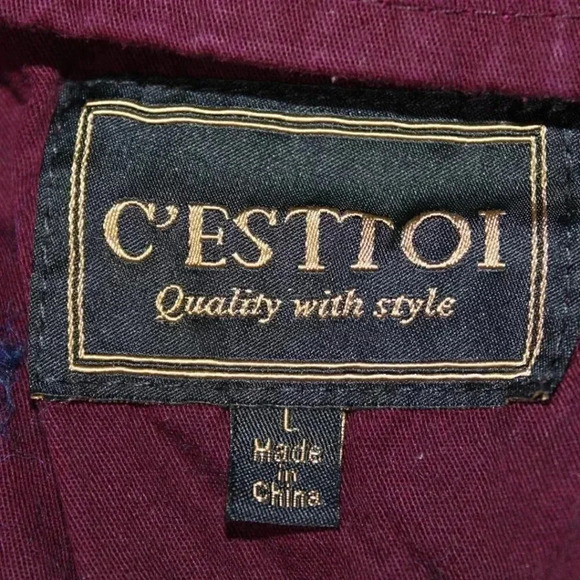 C'ESTTOI
Quality with style
L
Made
in
China